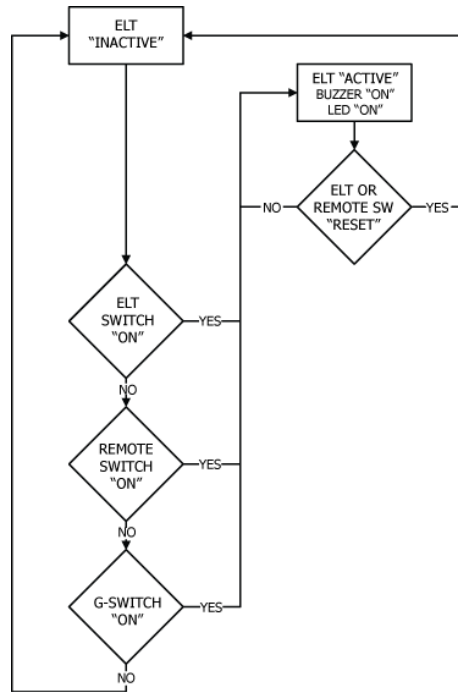 ELT
“INACTIVE”
ELT “ACTIVE”
BUZZER “ON”
LED “ON”
ELT OR
REMOTE SW
“RESET”
NO
YES
ELT
SWITCH
“ON”
YES
NO
REMOTE
SWITCH
“ON”
YES
NO
G-SWITCH
“ON”
YES
NO